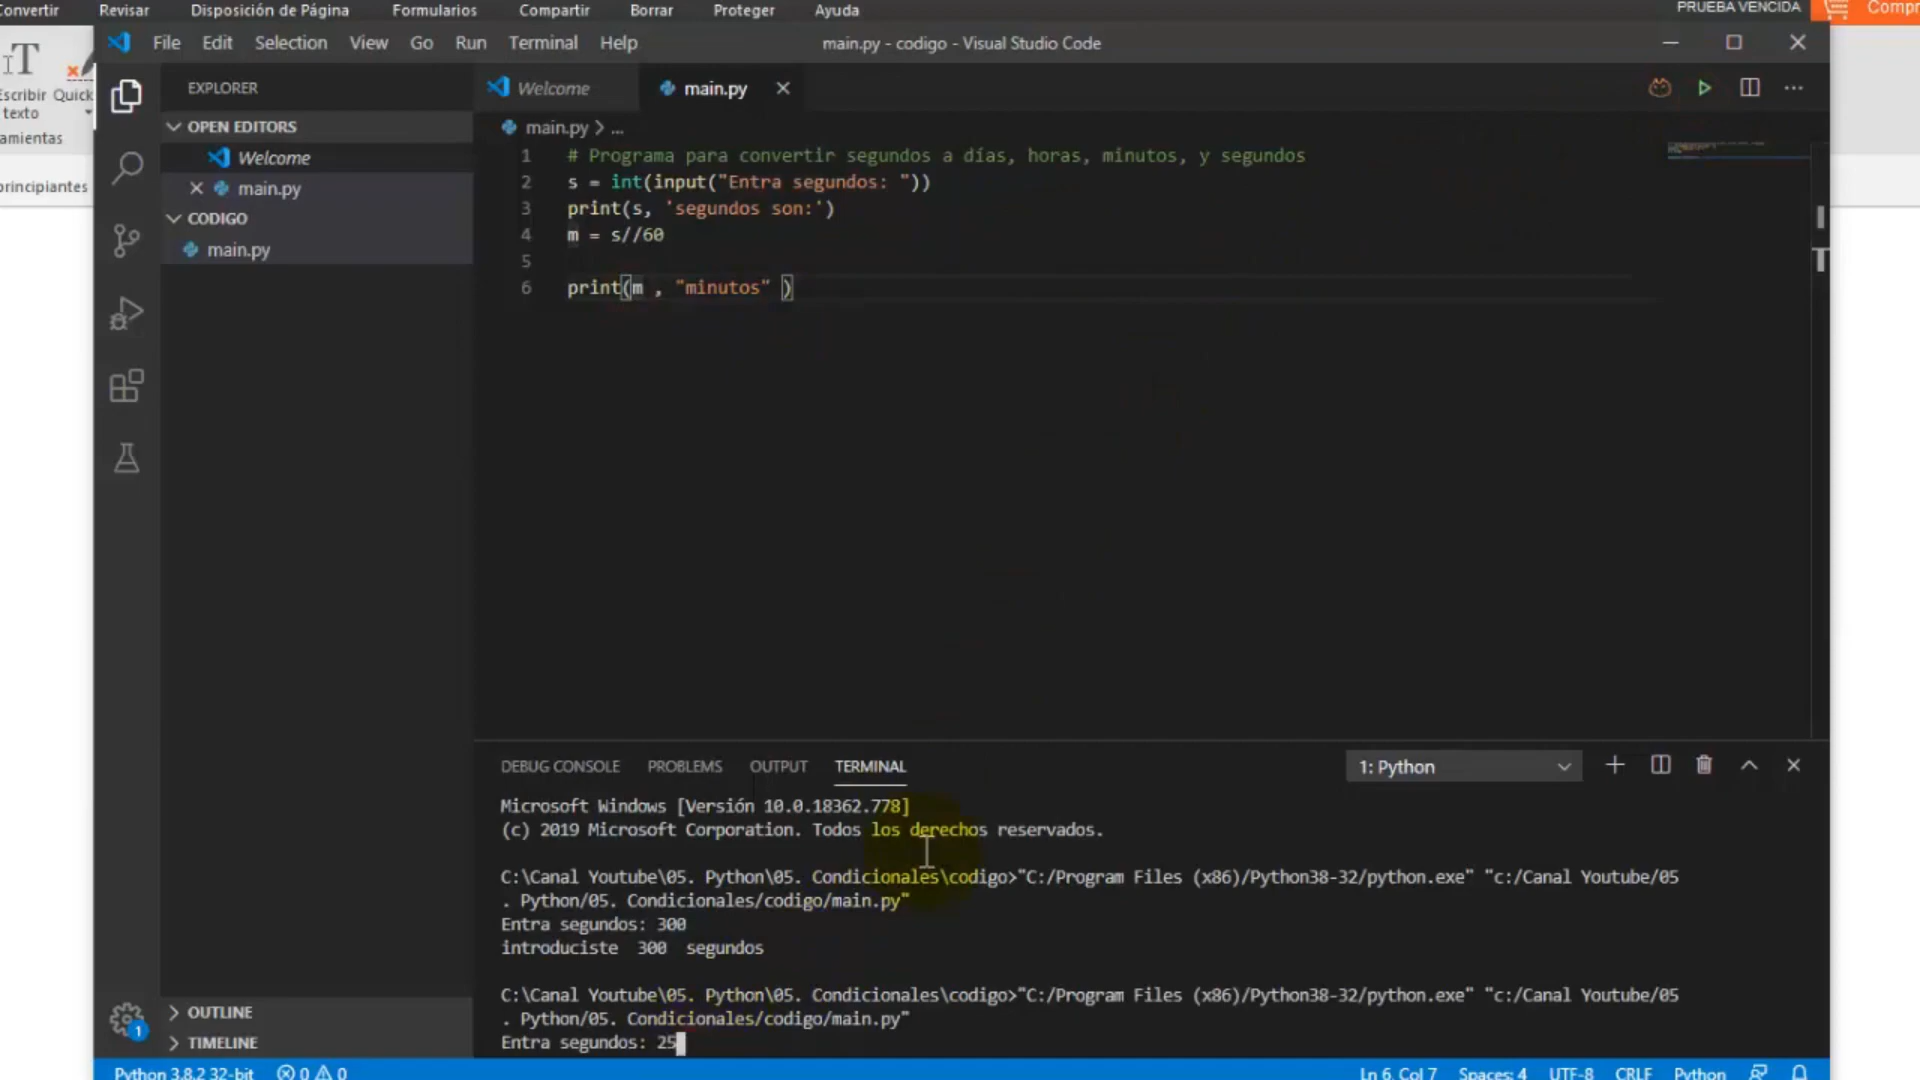 Convertir Revisar Disposición de Página Formularios Compartir Borrar Proteger Ayuda PRUEBA VENCIDA
File Edit Selection View Go Run Terminal Help main.py - codigo - Visual Studio Code
Escribir Quick
texto
principiantes
EXPLORER
OPEN EDITORS
Welcome
main.py
CODIGO
main.py
OUTLINE
TIMELINE
1
Welcome main.py
main.py > ...
1 # Programa para convertir segundos a días, horas, minutos, y segundos
2 s = int(input("Entra segundos: "))
3 print(s, 'segundos son:')
4 m = s//60
5
6 print(m , "minutos" )
DEBUG CONSOLE PROBLEMS OUTPUT TERMINAL 1: Python
Microsoft Windows [Versión 10.0.18362.778]
(c) 2019 Microsoft Corporation. Todos los derechos reservados.
C:\Canal Youtube\05. Python\05. Condicionales\codigo>"C:/Program Files (x86)/Python38-32/python.exe" "c:/Canal Youtube/05
. Python/05. Condicionales/codigo/main.py"
Entra segundos: 300
introduciste 300 segundos
C:\Canal Youtube\05. Python\05. Condicionales\codigo>"C:/Program Files (x86)/Python38-32/python.exe" "c:/Canal Youtube/05
. Python/05. Condicionales/codigo/main.py"
Entra segundos: 25
Python 3.8.2 32-bit 0 0 Ln 6, Col 7 Spaces: 4 UTF-8 CRLF Python